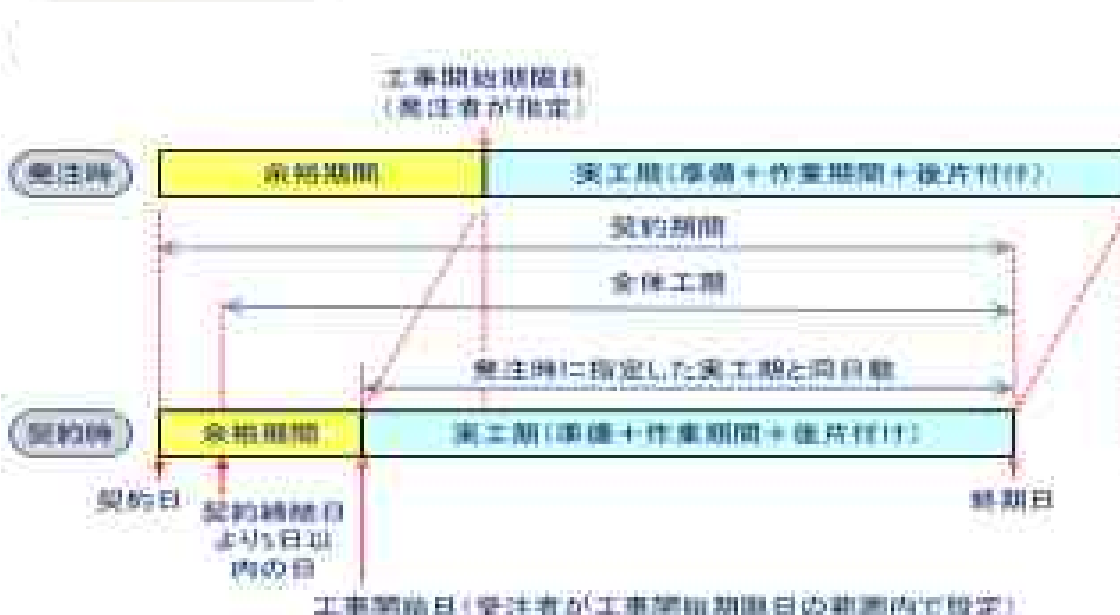 工事開始期限日
(発注者が指定)
発注時
余裕期間
実工期(準備+作業期間+後片付け)
契約期間
全体工期
発注時に指定した実工期と同日数
契約時
余裕期間
実工期(準備+作業期間+後片付け)
契約日
契約締結日
より5日以
内の日
終期日
工事開始日(受注者が工事開始期限日の範囲内で設定)